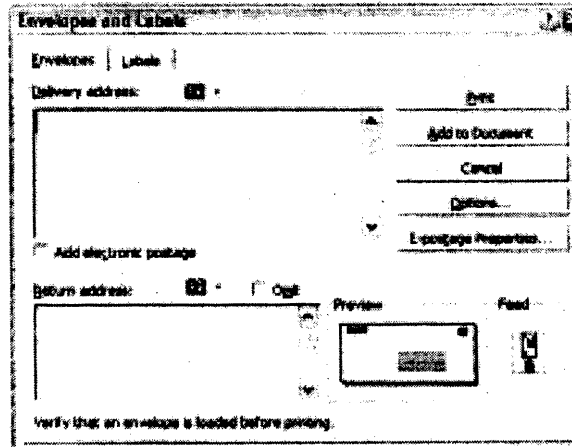 Envelopes and Labels
Envelopes Labels
Delivery address:
Print
Add to Document
Cancel
Options...
E-postage Properties...
Add electronic postage
Return address:
Omit
Preview
Feed
Verify that an envelope is loaded before printing.